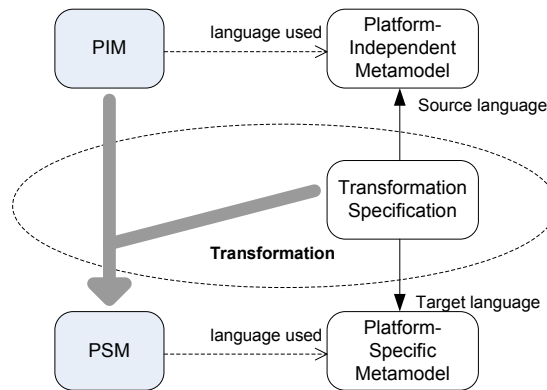 PIM
language used
Platform-
Independent
Metamodel
Source language
Transformation
Specification
Transformation
Target language
PSM
language used
Platform-
Specific
Metamodel